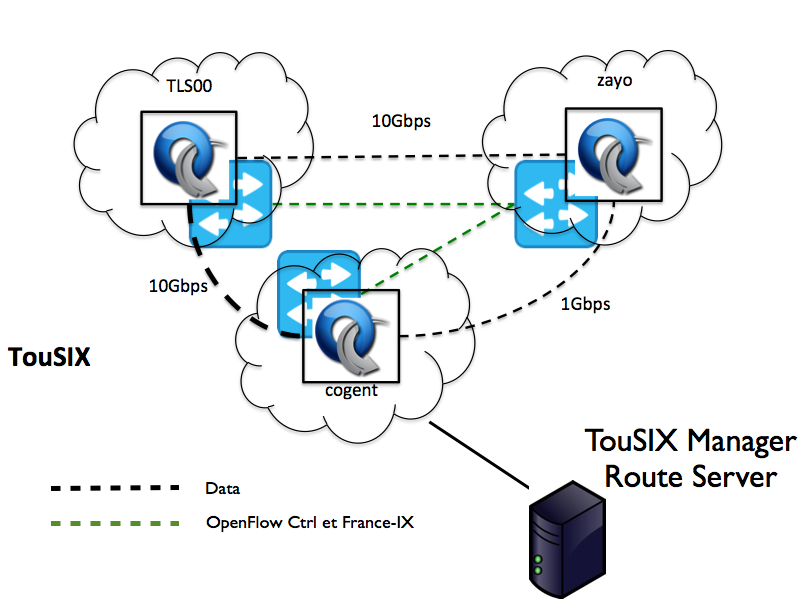 TLS00
zayo
10Gbps
10Gbps
1Gbps
TouSIX
cogent
TouSIX Manager
Route Server
Data
OpenFlow Ctrl et France-IX